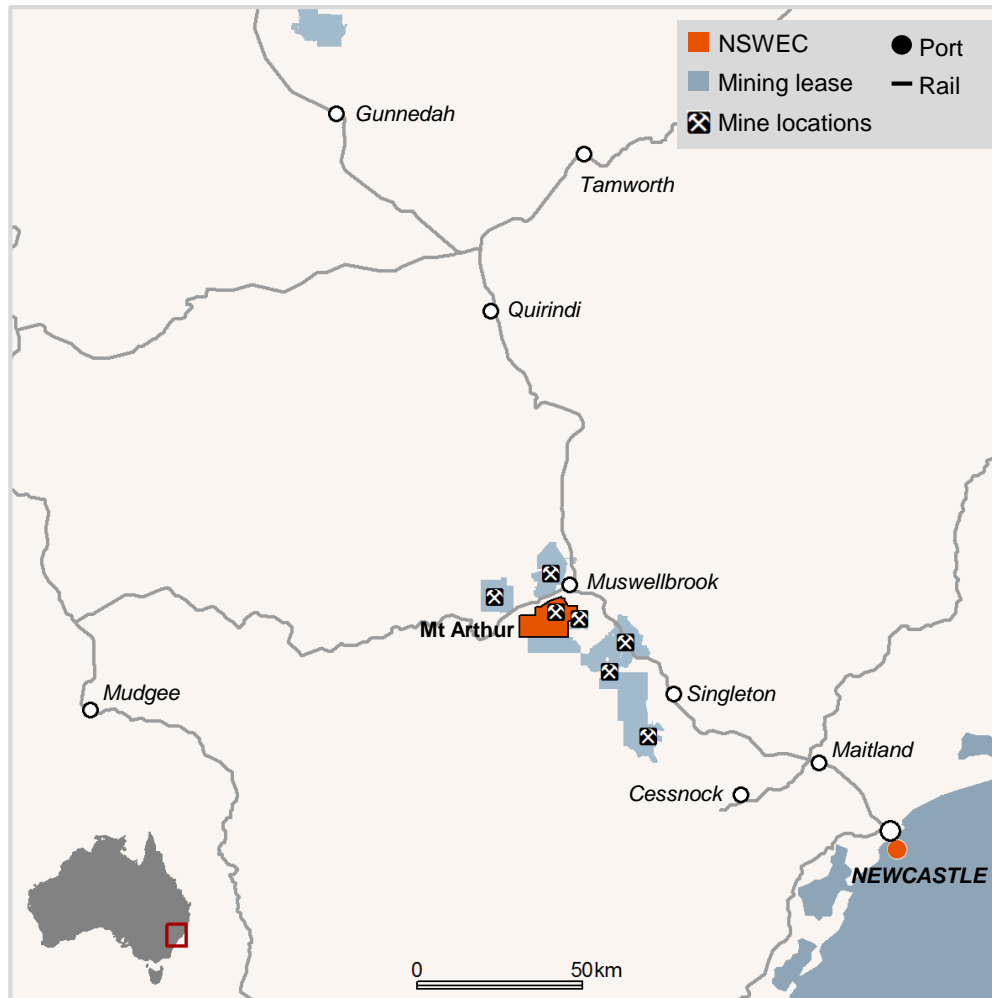 NSWEC
Port
Mining lease
Rail
Mine locations
Gunnedah
Tamworth
Quirindi
Muswellbrook
Mt Arthur
Mudgee
Singleton
Maitland
Cessnock
NEWCASTLE
0 50km